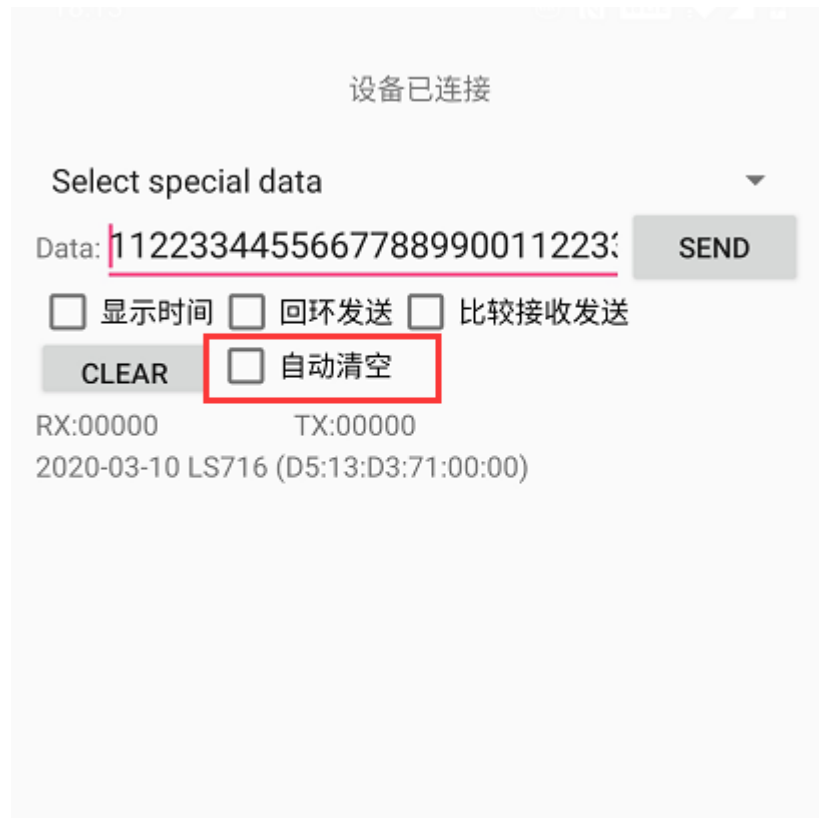 设备已连接
Select special data
Data: 11223344556677889900112233 SEND
显示时间 回环发送 比较接收发送
CLEAR 自动清空
RX:00000 TX:00000
2020-03-10 LS716 (D5:13:D3:71:00:00)